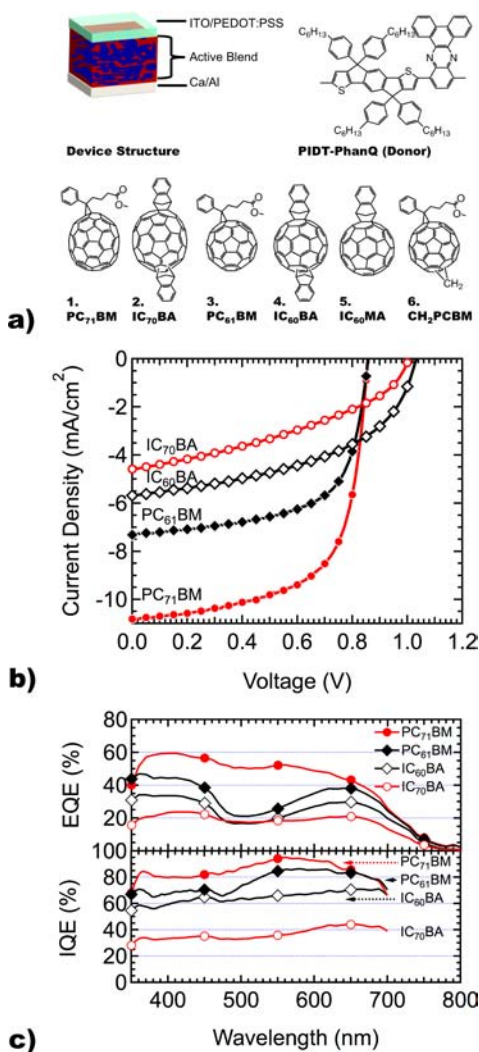 ITO/PEDOT:PSS
Active Blend
Ca/Al
Device Structure
C₆H₁₃
C₆H₁₃
S
S
N
N
C₆H₁₃
C₆H₁₃
PIDT-PhanQ (Donor)
O
O
O
O
O
O
CH₂
1. 2. 3. 4. 5. 6.
PC₇₁BM IC₇₀BA PC₆₁BM IC₆₀BA IC₆₀MA CH₂PCBM
a)
Current Density (mA/cm²)
0
-2
-4
-6
-8
-10
IC₇₀BA
IC₆₀BA
PC₆₁BM
PC₇₁BM
0.0 0.2 0.4 0.6 0.8 1.0 1.2
Voltage (V)
b)
EQE (%)
80
60
40
20
PC₇₁BM
PC₆₁BM
IC₆₀BA
IC₇₀BA
IQE (%)
100
80
60
40
20
0
PC₇₁BM
PC₆₁BM
IC₆₀BA
IC₇₀BA
400 500 600 700 800
Wavelength (nm)
c)